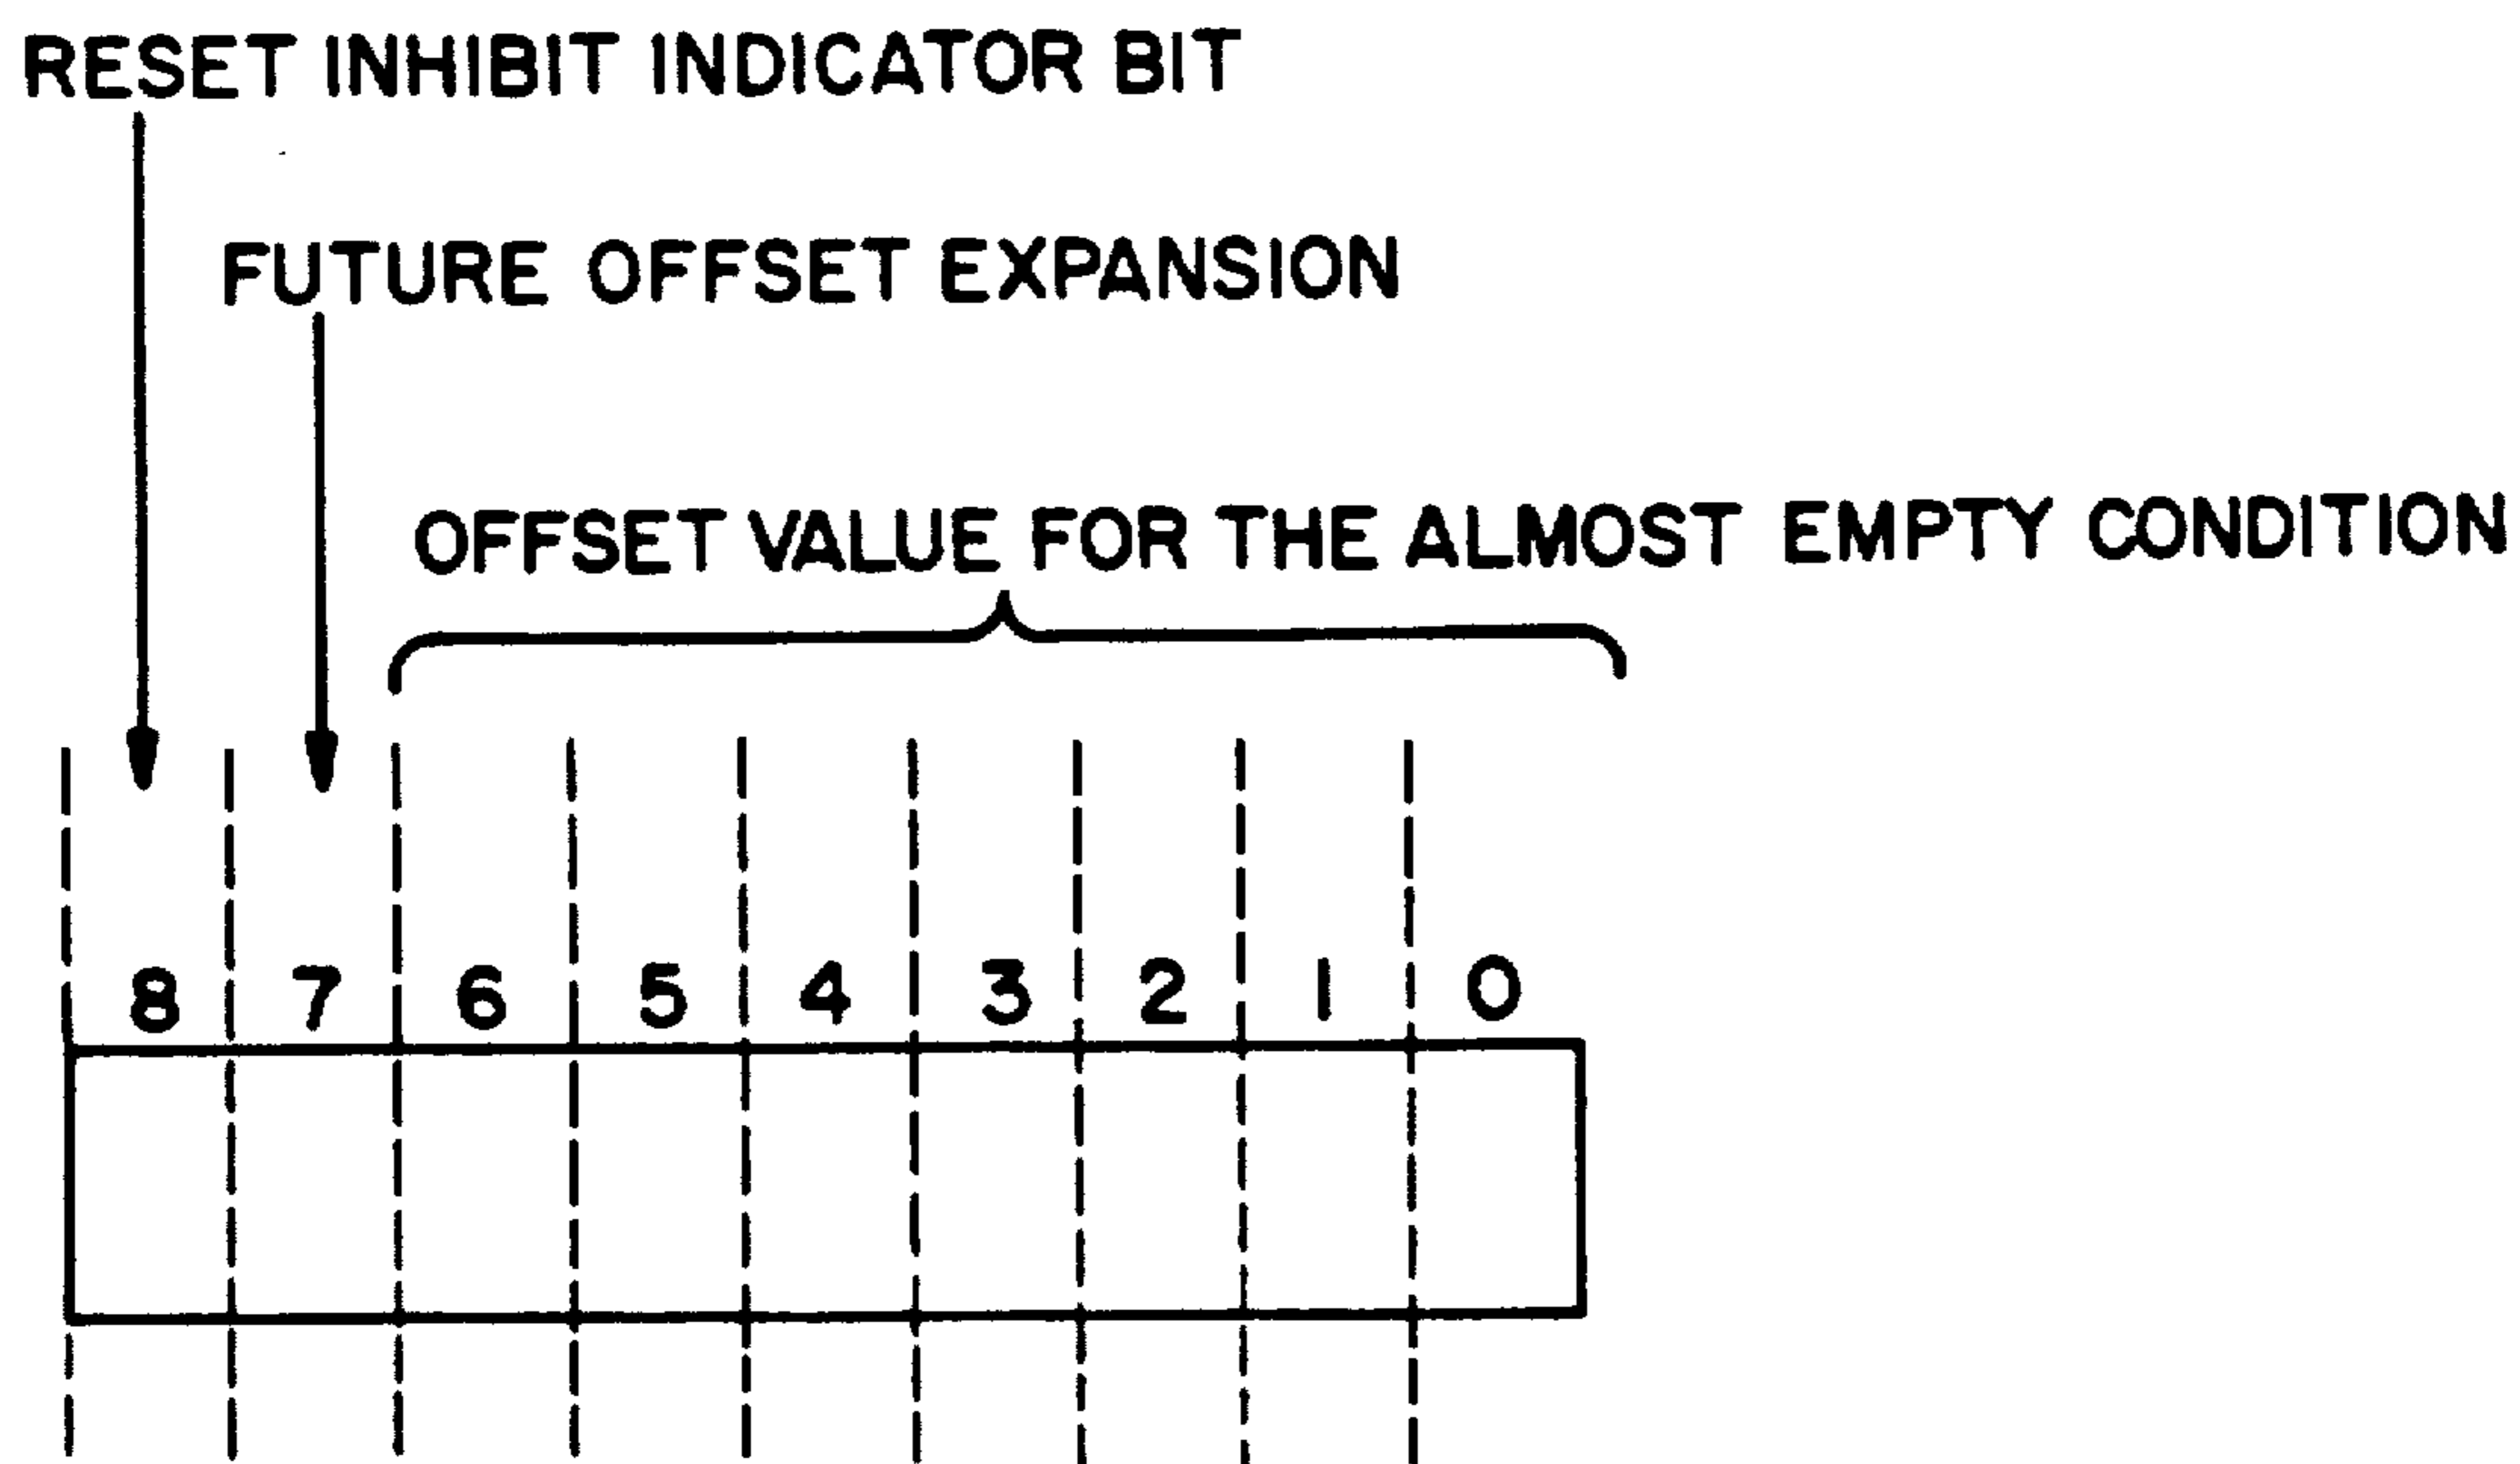 RESET INHIBIT INDICATOR BIT
FUTURE OFFSET EXPANSION
OFFSET VALUE FOR THE ALMOST EMPTY CONDITION
8 7 6 5 4 3 2 1 0